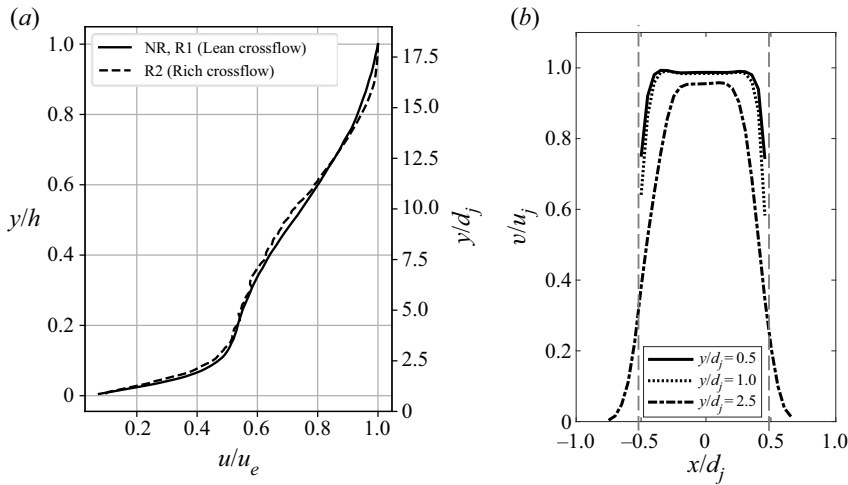 (a)
NR, R1 (Lean crossflow)
R2 (Rich crossflow)
1.0
0.8
0.6
0.4
0.2
0
y/h
0.2
0.4
0.6
0.8
1.0
u/u_e
17.5
15.0
12.5
10.0
7.5
5.0
2.5
0
y/d_j
(b)
1.0
0.8
0.6
0.4
0.2
0
v/u_j
y/d_j = 0.5
y/d_j = 1.0
y/d_j = 2.5
−1.0
−0.5
0
0.5
1.0
x/d_j